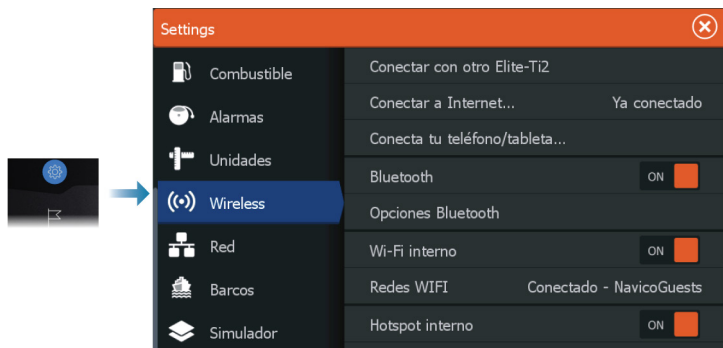 Settings
Combustible
Alarmas
Unidades
Wireless
Red
Barcos
Simulador
Conectar con otro Elite-Ti2
Conectar a Internet... Ya conectado
Conecta tu teléfono/tableta...
Bluetooth ON
Opciones Bluetooth
Wi-Fi interno ON
Redes WIFI Conectado - NavicoGuests
Hotspot interno ON